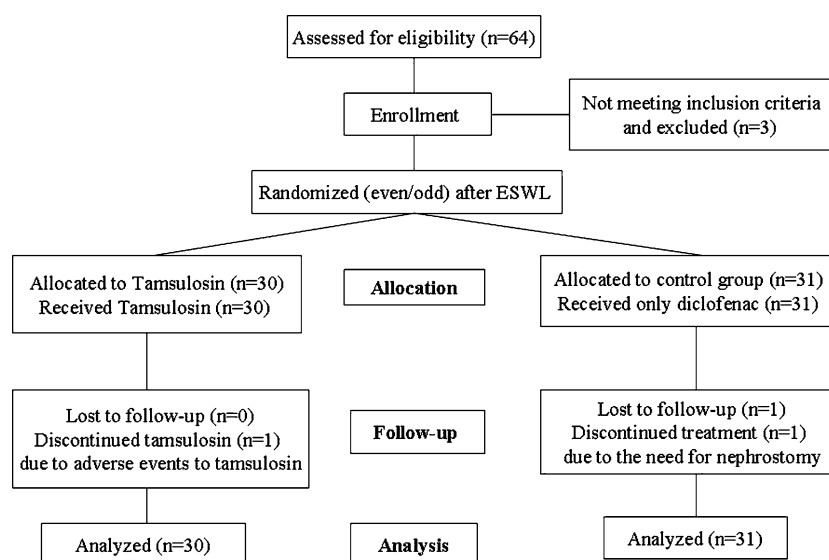 Assessed for eligibility (n=64)
Enrollment
Not meeting inclusion criteria
and excluded (n=3)
Randomized (even/odd) after ESWL
Allocated to Tamsulosin (n=30)
Received Tamsulosin (n=30)
Allocation
Allocated to control group (n=31)
Received only diclofenac (n=31)
Lost to follow-up (n=0)
Discontinued tamsulosin (n=1)
due to adverse events to tamsulosin
Follow-up
Lost to follow-up (n=1)
Discontinued treatment (n=1)
due to the need for nephrostomy
Analyzed (n=30)
Analysis
Analyzed (n=31)